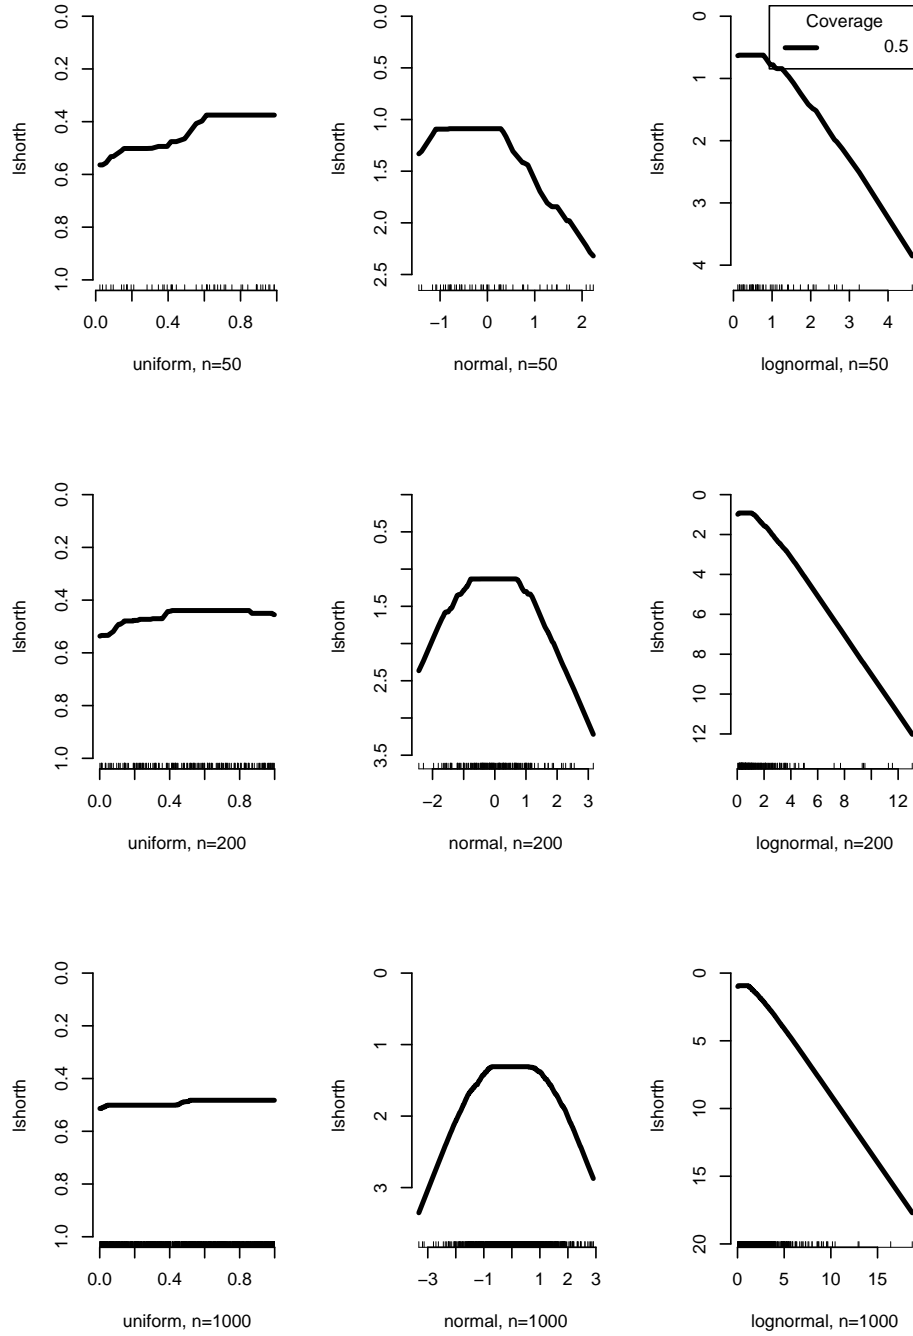 0.0 0.2 0.4 0.6 0.8 1.0
lshorth
0.0 0.4 0.8
uniform, n=50
0.0 0.5 1.0 1.5 2.0 2.5
lshorth
−1 0 1 2
normal, n=50
0 1 2 3 4
lshorth
Coverage
0.5
0 1 2 3 4
lognormal, n=50
0.0 0.2 0.4 0.6 0.8 1.0
lshorth
0.0 0.4 0.8
uniform, n=200
0.5 1.5 2.5 3.5
lshorth
−2 0 1 2 3
normal, n=200
0 2 4 6 8 10 12
lshorth
0 2 4 6 8 12
lognormal, n=200
0.0 0.2 0.4 0.6 0.8 1.0
lshorth
0.0 0.4 0.8
uniform, n=1000
0 1 2 3
lshorth
−3 −1 0 1 2 3
normal, n=1000
0 5 10 15 20
lshorth
0 5 10 15
lognormal, n=1000